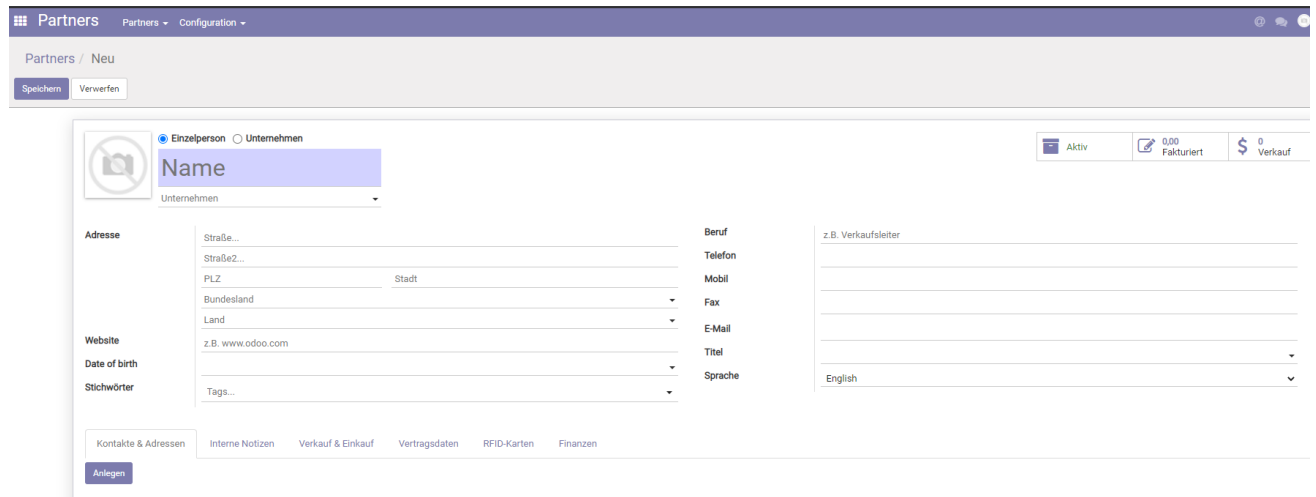 Partners Partners Configuration
Partners / Neu
Speichern Verwerfen
Einzelperson Unternehmen
Name
Unternehmen
Aktiv
0,00
Fakturiert
0
Verkauf
Adresse
Straße...
Straße2...
PLZ Stadt
Bundesland
Land
Website z.B. www.odoo.com
Date of birth
Stichwörter Tags...
Beruf z.B. Verkaufsleiter
Telefon
Mobil
Fax
E-Mail
Titel
Sprache English
Kontakte & Adressen Interne Notizen Verkauf & Einkauf Vertragsdaten RFID-Karten Finanzen
Anlegen